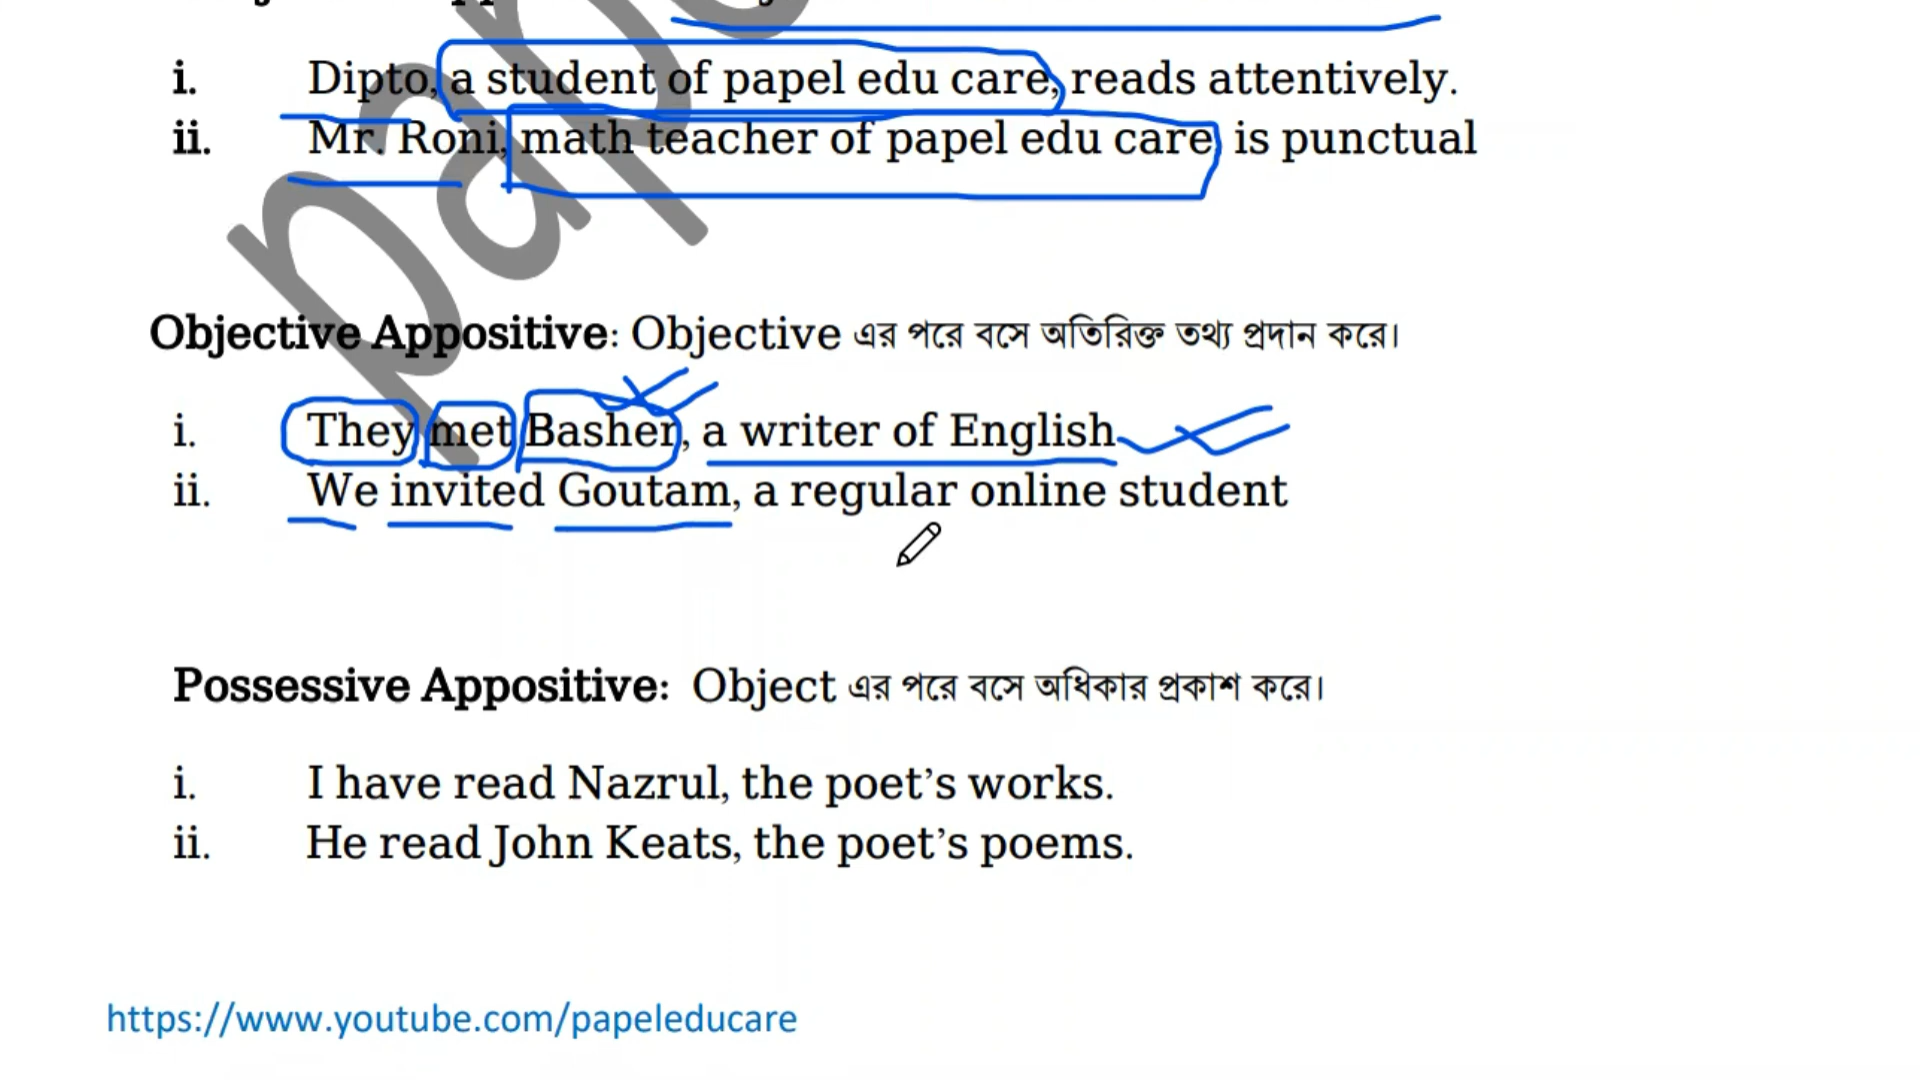 i. Dipto, a student of papel edu care, reads attentively.
ii. Mr. Roni, math teacher of papel edu care, is punctual
Objective Appositive: Objective এর পরে বসে অতিরিক্ত তথ্য প্রদান করে।
i. They met Basher, a writer of English
ii. We invited Goutam, a regular online student
Possessive Appositive: Object এর পরে বসে অধিকার প্রকাশ করে।
i. I have read Nazrul, the poet’s works.
ii. He read John Keats, the poet’s poems.
https://www.youtube.com/papeleducare